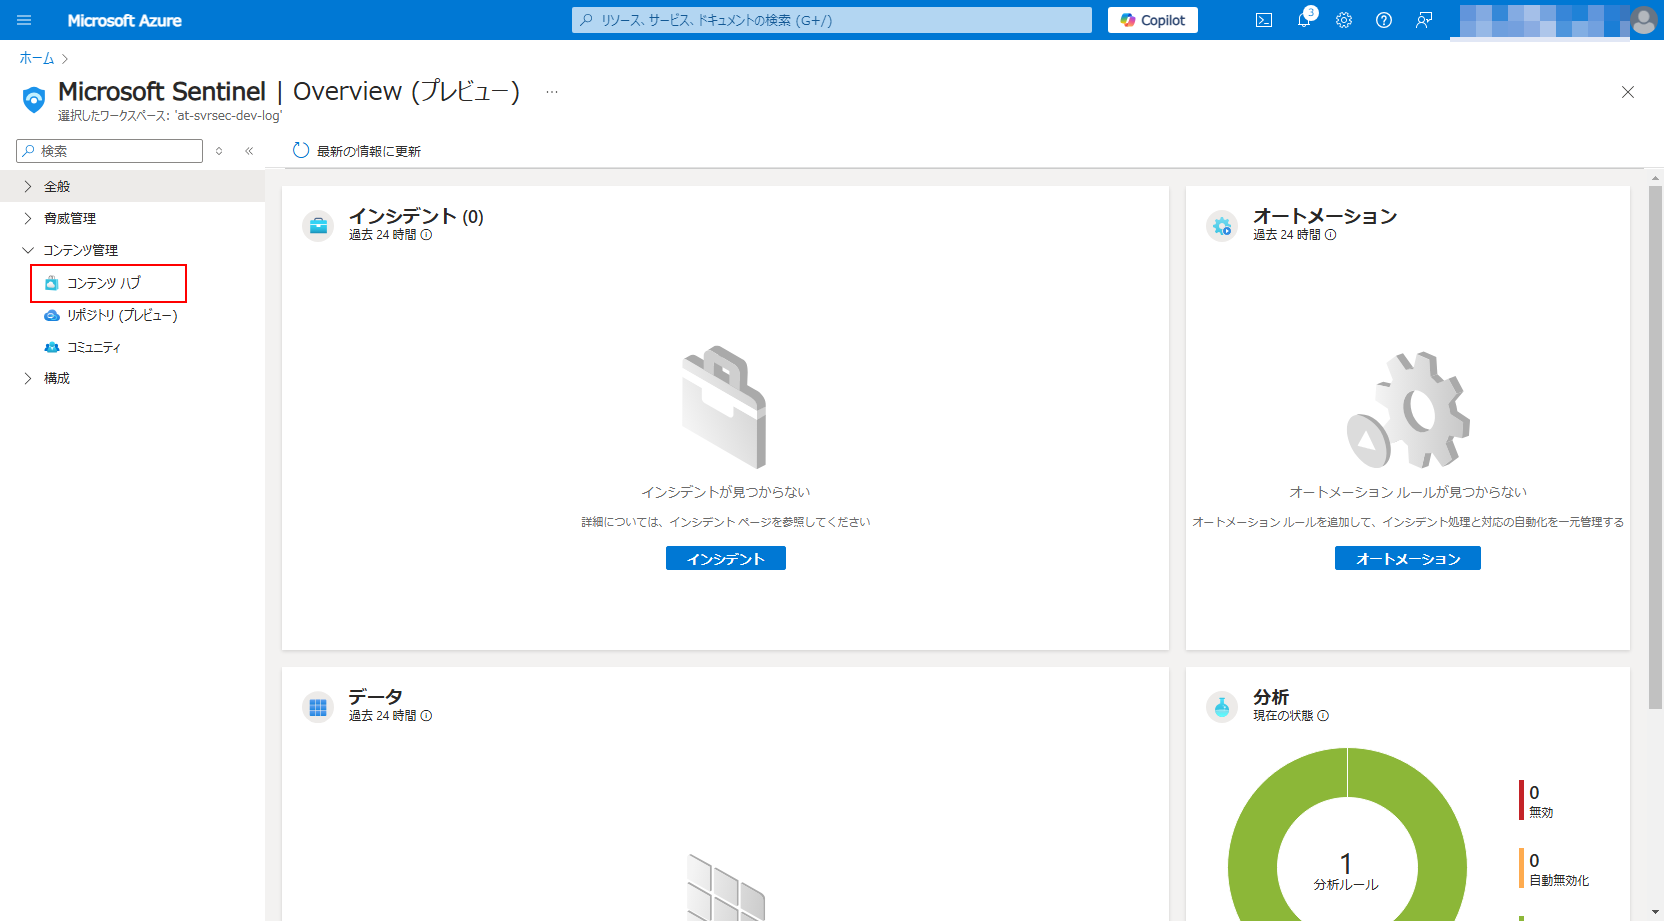 Microsoft Azure
リソース、サービス、ドキュメントの検索 (G+/)
Copilot
3
ホーム
Microsoft Sentinel | Overview (プレビュー)
選択したワークスペース: 'at-svrsec-dev-log'
検索
最新の情報に更新
全般
脅威管理
コンテンツ管理
コンテンツ ハブ
リポジトリ (プレビュー)
コミュニティ
構成
インシデント (0)
過去 24 時間
インシデントが見つからない
詳細については、インシデント ページを参照してください
インシデント
オートメーション
過去 24 時間
オートメーション ルールが見つからない
オートメーション ルールを追加して、インシデント処理と対応の自動化を一元管理する
オートメーション
データ
過去 24 時間
分析
現在の状態
1
分析ルール
0
無効
0
自動無効化